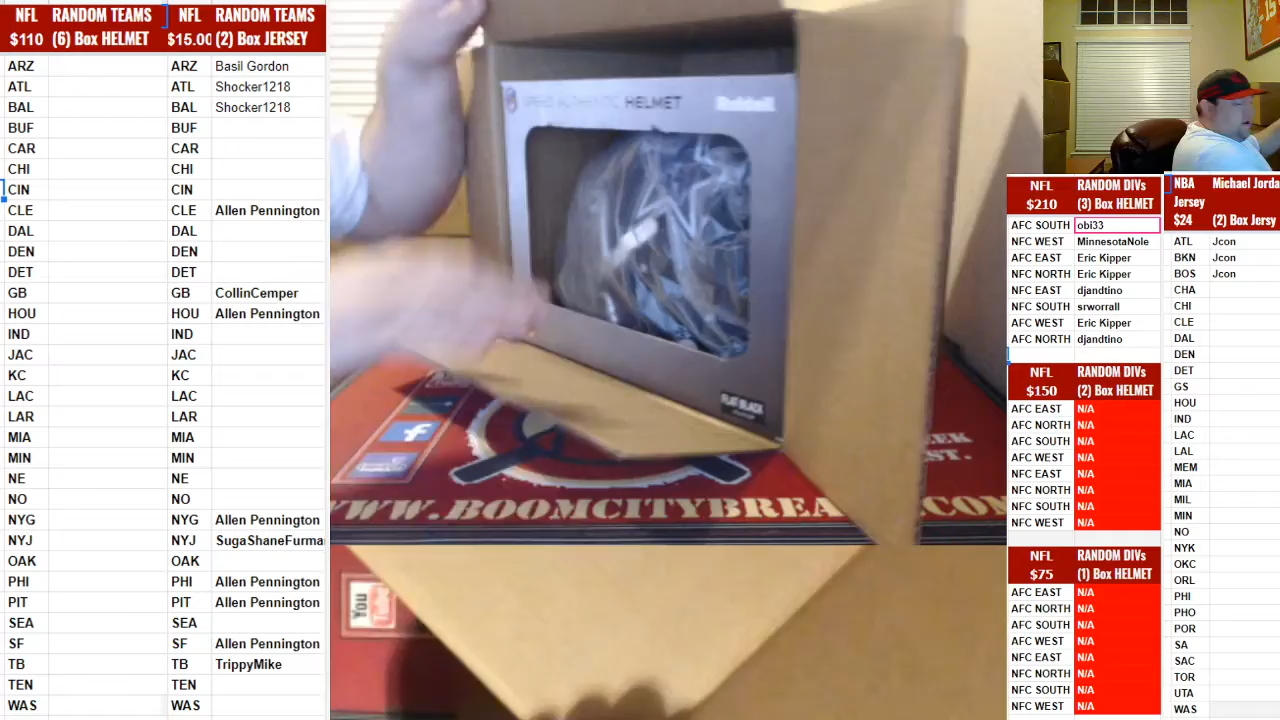 NFL RANDOM TEAMS
$110 (6) Box HELMET
ARZ
ATL
BAL
BUF
CAR
CHI
CIN
CLE
DAL
DEN
DET
GB
HOU
IND
JAC
KC
LAC
LAR
MIA
MIN
NE
NO
NYG
NYJ
OAK
PHI
PIT
SEA
SF
TB
TEN
WAS
NFL RANDOM TEAMS
$15.00 (2) Box JERSEY
ARZ Basil Gordon
ATL Shocker1218
BAL Shocker1218
BUF
CAR
CHI
CIN
CLE Allen Pennington
DAL
DEN
DET
GB CollinCemper
HOU Allen Pennington
IND
JAC
KC
LAC
LAR
MIA
MIN
NE
NO
NYG Allen Pennington
NYJ SugaShaneFurma
OAK
PHI Allen Pennington
PIT Allen Pennington
SEA
SF Allen Pennington
TB TrippyMike
TEN
WAS
SPEED AUTHENTIC HELMET
Riddell
FLAT BLACK
WWW.BOOMCITYBREA
.COM
You
Tube
NFL RANDOM DIVs
$210 (3) Box HELMET
AFC SOUTH obi33
NFC WEST MinnesotaNole
AFC EAST Eric Kipper
NFC NORTH Eric Kipper
NFC EAST djandtino
NFC SOUTH srworrall
AFC WEST Eric Kipper
AFC NORTH djandtino
NFL RANDOM DIVs
$150 (2) Box HELMET
AFC EAST N/A
AFC NORTH N/A
AFC SOUTH N/A
AFC WEST N/A
NFC EAST N/A
NFC NORTH N/A
NFC SOUTH N/A
NFC WEST N/A
NFL RANDOM DIVs
$75 (1) Box HELMET
AFC EAST N/A
AFC NORTH N/A
AFC SOUTH N/A
AFC WEST N/A
NFC EAST N/A
NFC NORTH N/A
NFC SOUTH N/A
NFC WEST N/A
NBA Michael Jorda
Jersey
$24 (2) Box Jersy
ATL Jcon
BKN Jcon
BOS Jcon
CHA
CHI
CLE
DAL
DEN
DET
GS
HOU
IND
LAC
LAL
MEM
MIA
MIL
MIN
NO
NYK
OKC
ORL
PHI
PHO
POR
SA
SAC
TOR
UTA
WAS